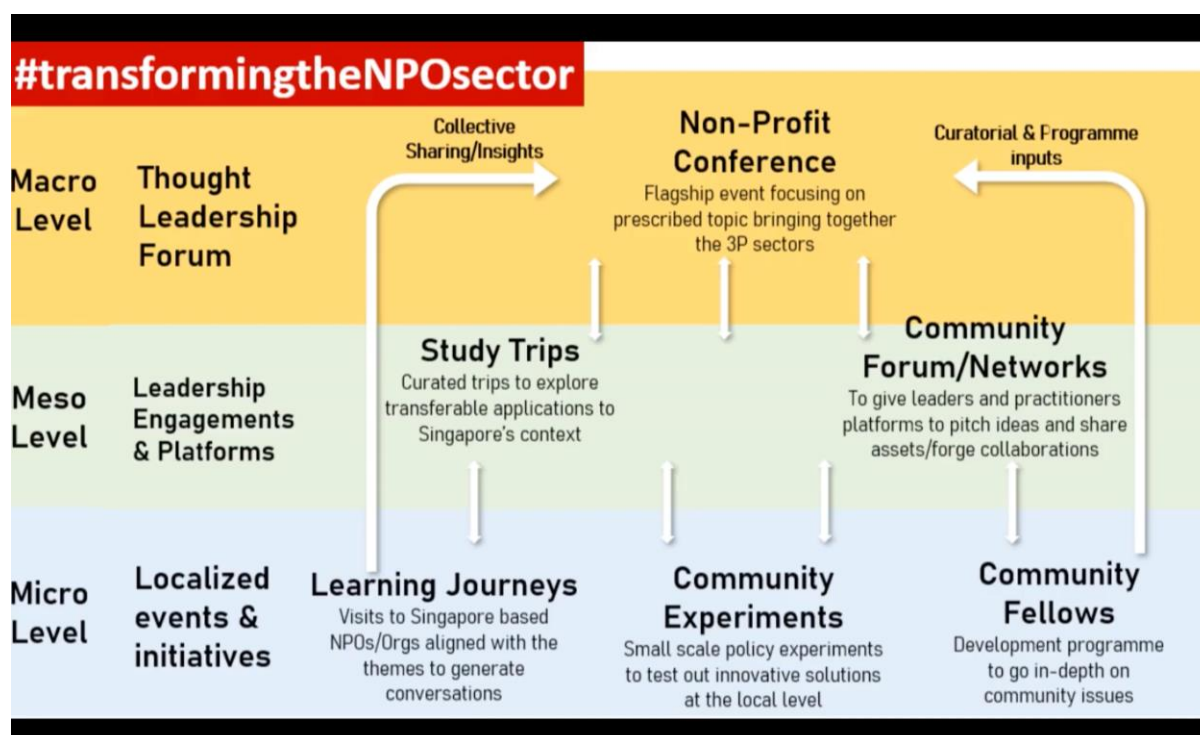 #transformingtheNPOsector
Macro
Level
Thought
Leadership
Forum
Collective
Sharing/Insights
Non-Profit
Conference
Flagship event focusing on
prescribed topic bringing together
the 3P sectors
Curatorial & Programme
inputs
Meso
Level
Leadership
Engagements
& Platforms
Study Trips
Curated trips to explore
transferable applications to
Singapore's context
Community
Forum/Networks
To give leaders and practitioners
platforms to pitch ideas and share
assets/forge collaborations
Micro
Level
Localized
events &
initiatives
Learning Journeys
Visits to Singapore based
NPOs/Orgs aligned with the
themes to generate
conversations
Community
Experiments
Small scale policy experiments
to test out innovative solutions
at the local level
Community
Fellows
Development programme
to go in-depth on
community issues